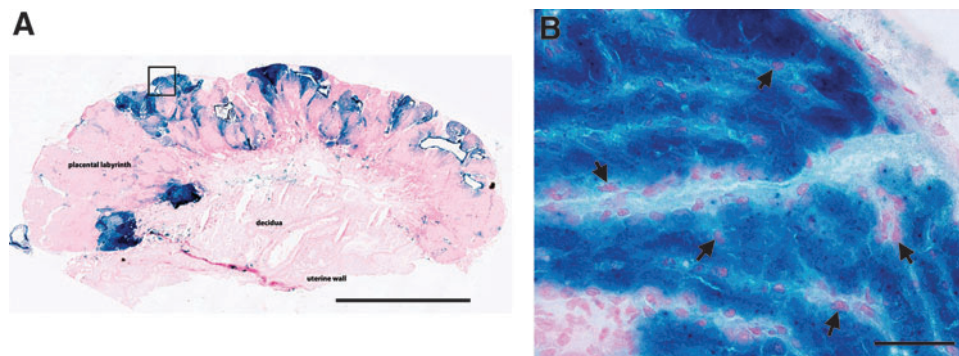 A
B
placental labyrinth
decidua
uterine wall